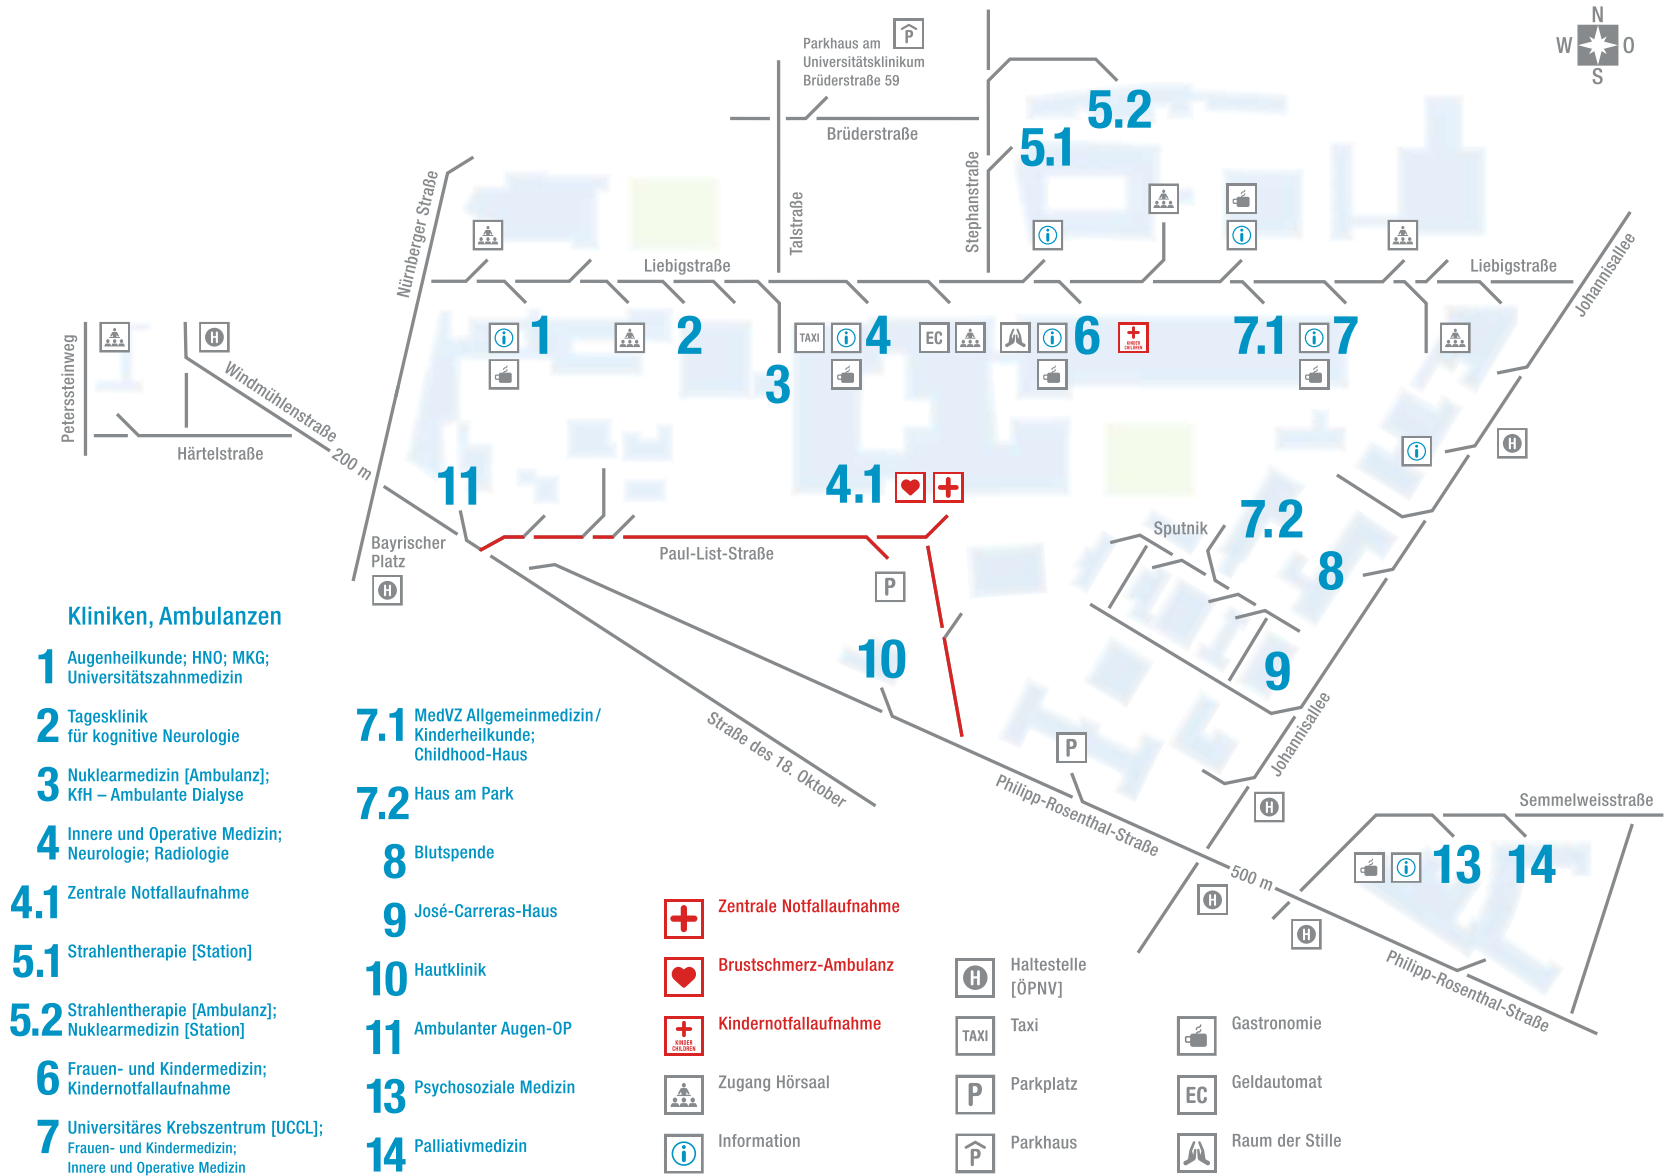 N
W
O
S
P
Parkhaus am
Universitätsklinikum
Brüderstraße 59
Brüderstraße
5.2
5.1
Nürnberger Straße
Talstraße
Stephanstraße
Liebigstraße
Liebigstraße
Johannisallee
Peterssteinweg
H
Windmühlenstraße
Härtelstraße
200 m
1
2
3
TAXI
4
EC
6
KINDER
CHILDREN
7.1
7
H
11
4.1
7.2
Sputnik
8
9
Bayrischer
Platz
H
Paul-List-Straße
P
10
Straße des 18. Oktober
P
Philipp-Rosenthal-Straße
Johannisallee
H
Semmelweisstraße
500 m
13
14
H
H
Philipp-Rosenthal-Straße
Kliniken, Ambulanzen
1 Augenheilkunde; HNO; MKG;
Universitätszahnmedizin
2 Tagesklinik
für kognitive Neurologie
3 Nuklearmedizin [Ambulanz];
KfH – Ambulante Dialyse
4 Innere und Operative Medizin;
Neurologie; Radiologie
4.1 Zentrale Notfallaufnahme
5.1 Strahlentherapie [Station]
5.2 Strahlentherapie [Ambulanz];
Nuklearmedizin [Station]
6 Frauen- und Kindermedizin;
Kindernotfallaufnahme
7 Universitäres Krebszentrum [UCCL];
Frauen- und Kindermedizin;
Innere und Operative Medizin
7.1 MedVZ Allgemeinmedizin/
Kinderheilkunde;
Childhood-Haus
7.2 Haus am Park
8 Blutspende
9 José-Carreras-Haus
10 Hautklinik
11 Ambulanter Augen-OP
13 Psychosoziale Medizin
14 Palliativmedizin
Zentrale Notfallaufnahme
Brustschmerz-Ambulanz
KINDER
CHILDREN
Kindernotfallaufnahme
Zugang Hörsaal
Information
H Haltestelle
[ÖPNV]
TAXI Taxi
P Parkplatz
P Parkhaus
Gastronomie
EC Geldautomat
Raum der Stille